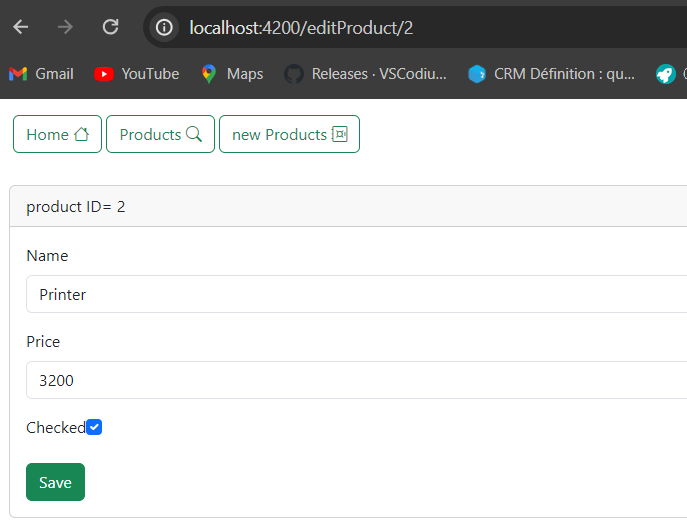 localhost:4200/editProduct/2
Gmail YouTube Maps Releases · VSCodiu... CRM Définition : qu...
Home Products new Products
product ID= 2
Name
Printer
Price
3200
Checked
Save